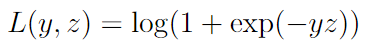 L(y, z) = log(1 + exp(−yz))